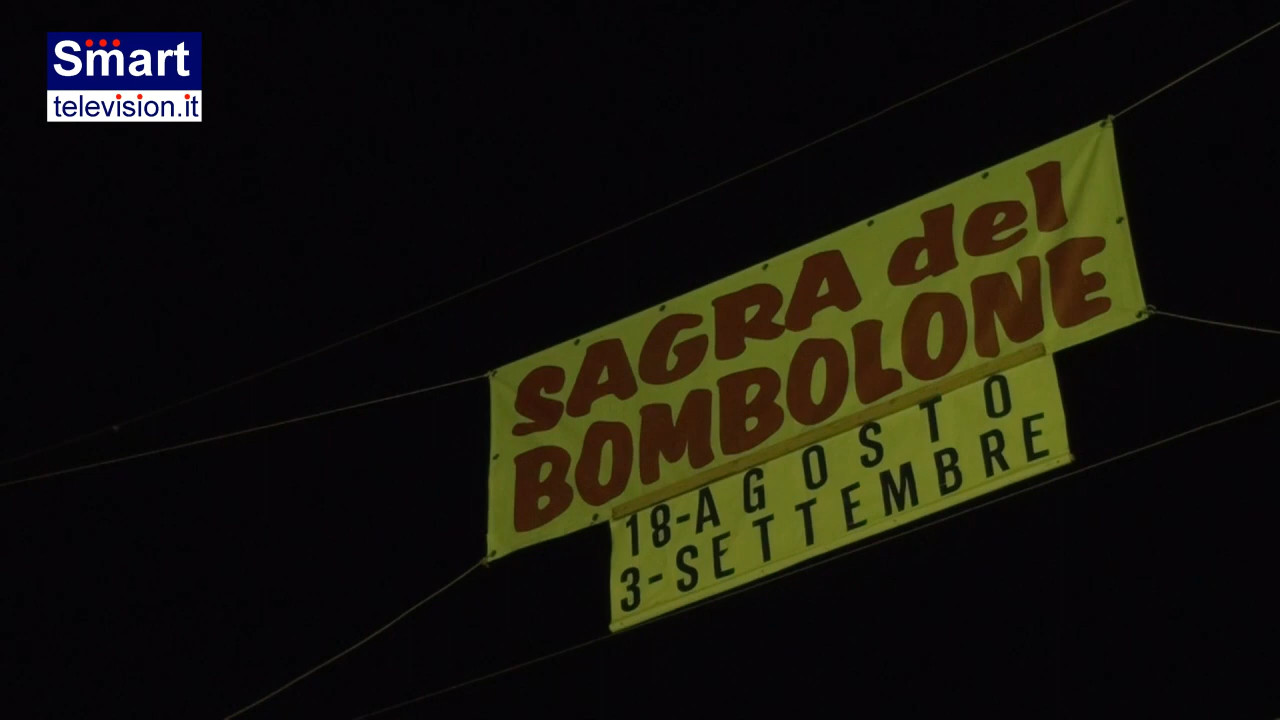 Smart
television.it
SAGRA del
BOMBOLONE
18-AGOSTO
3-SETTEMBRE